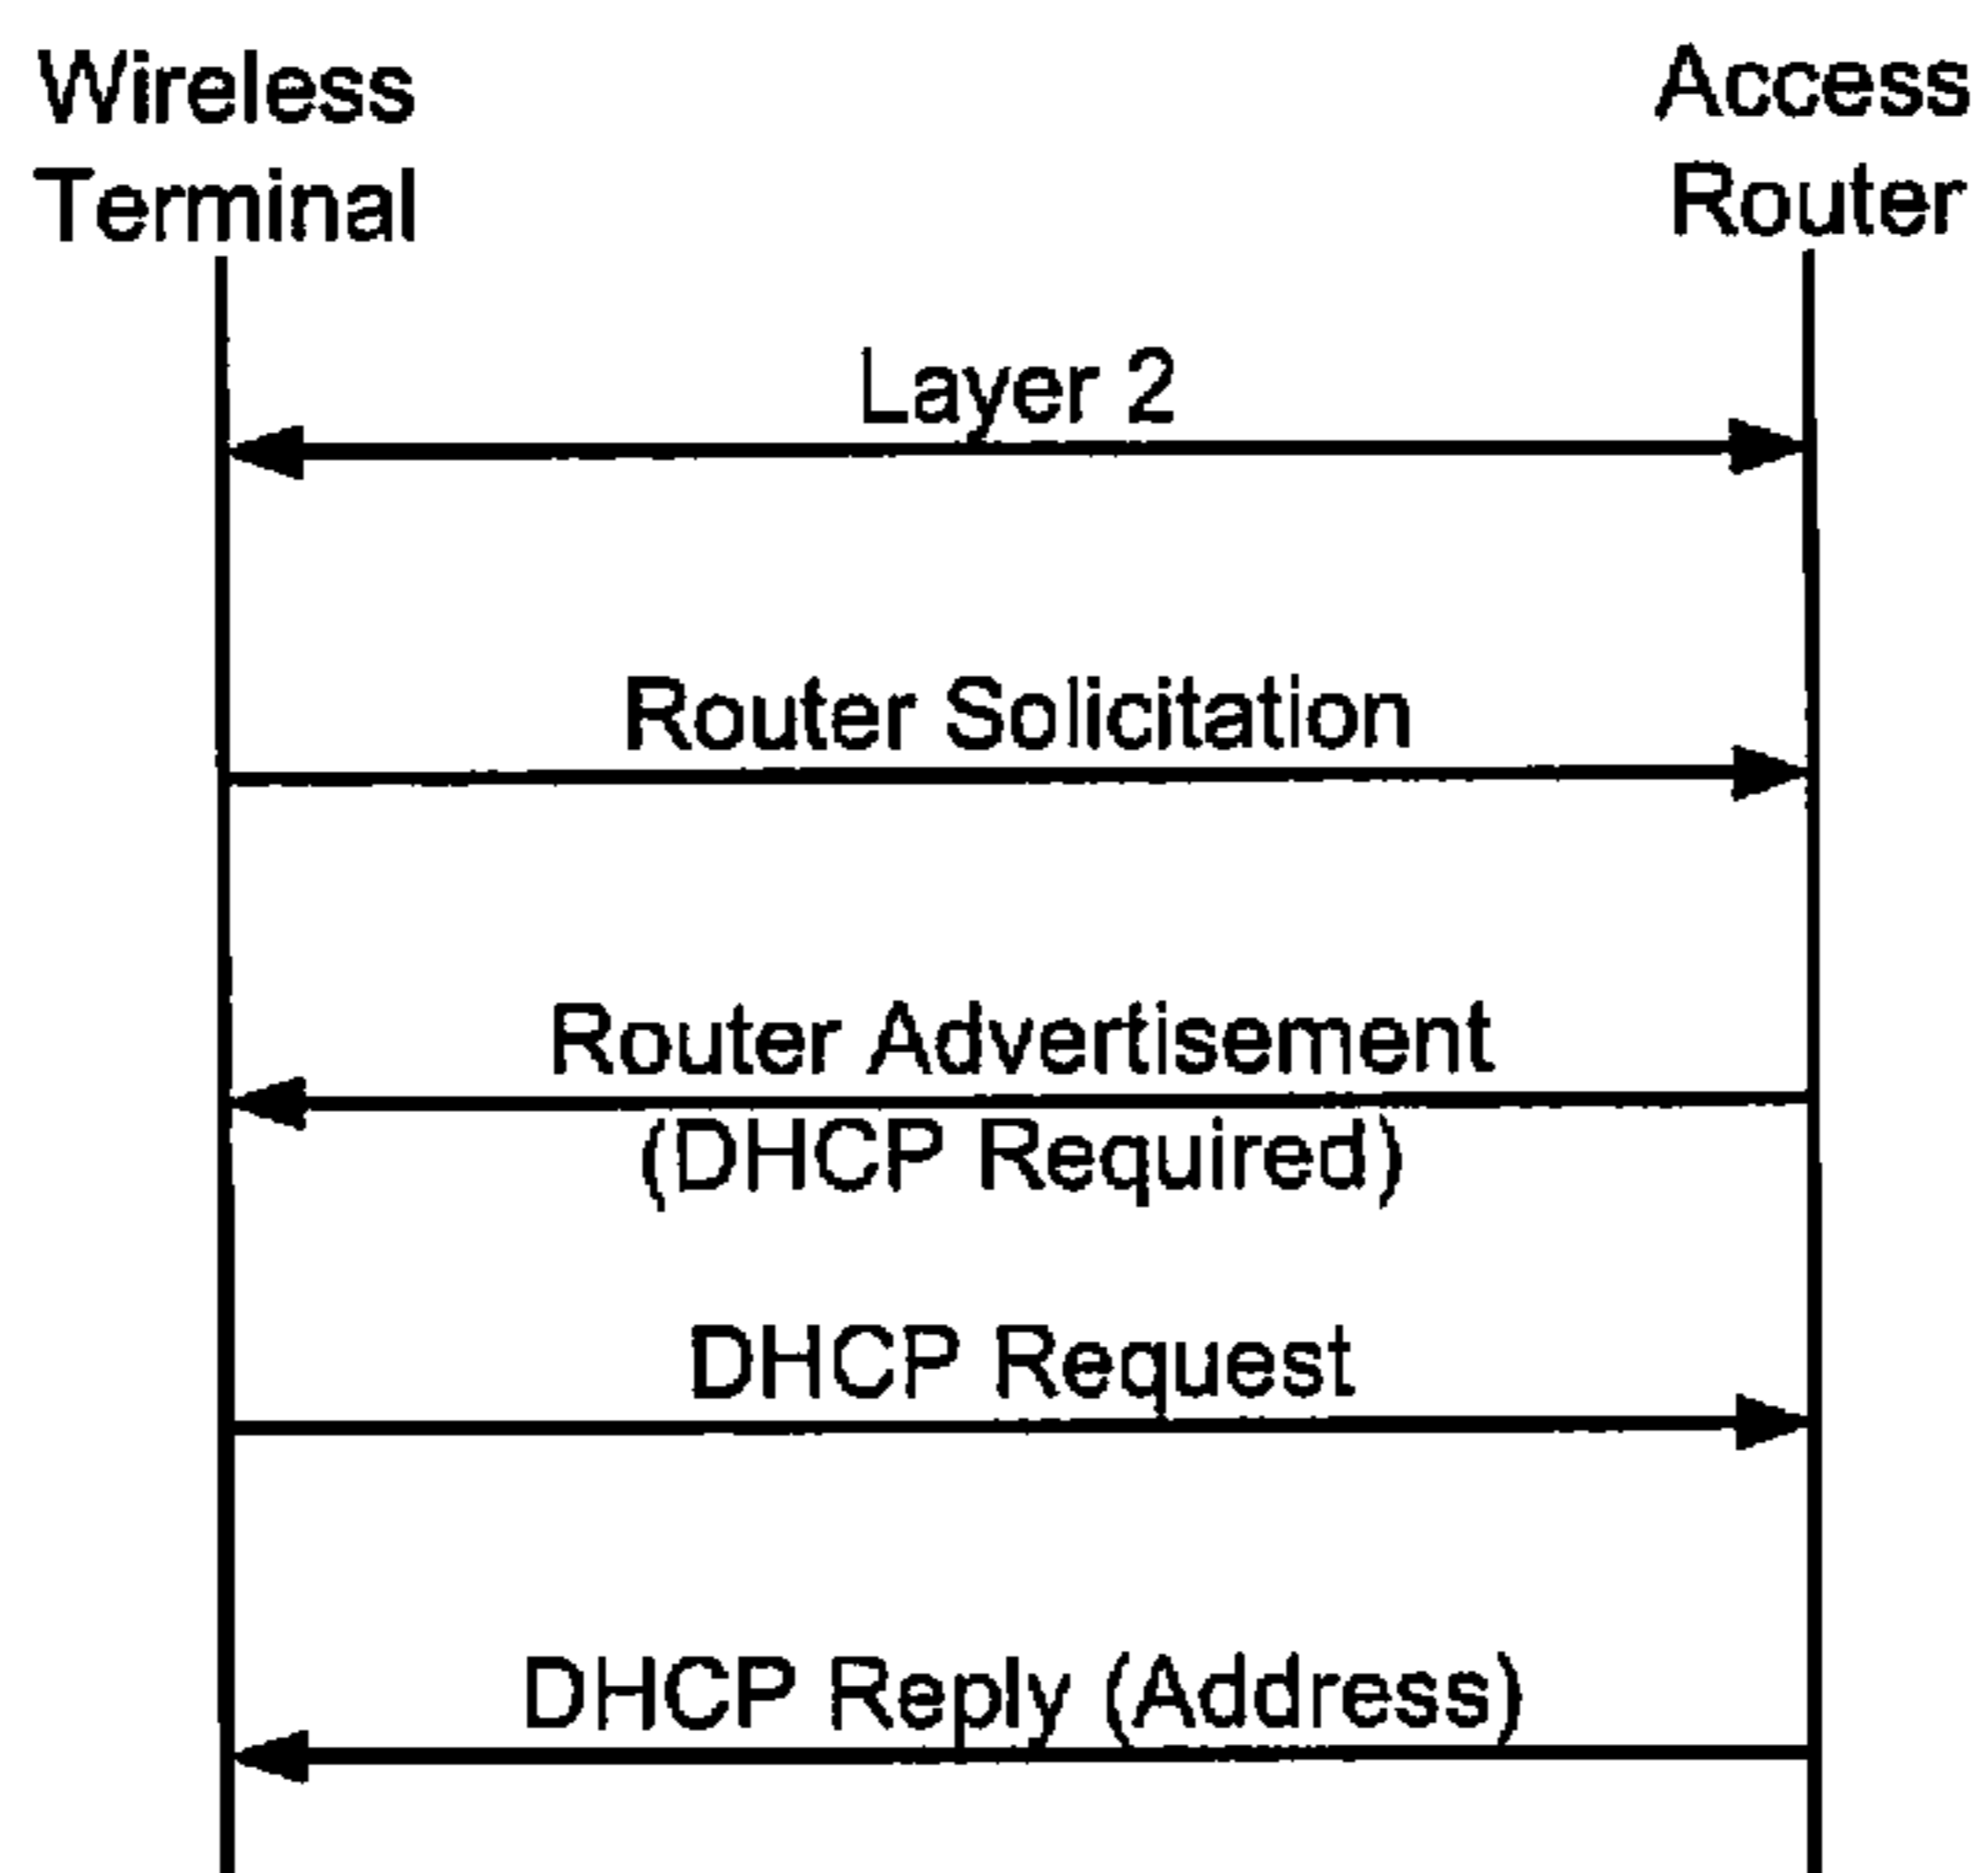 Wireless
Terminal
Access
Router
Layer 2
Router Solicitation
Router Advertisement
(DHCP Required)
DHCP Request
DHCP Reply (Address)